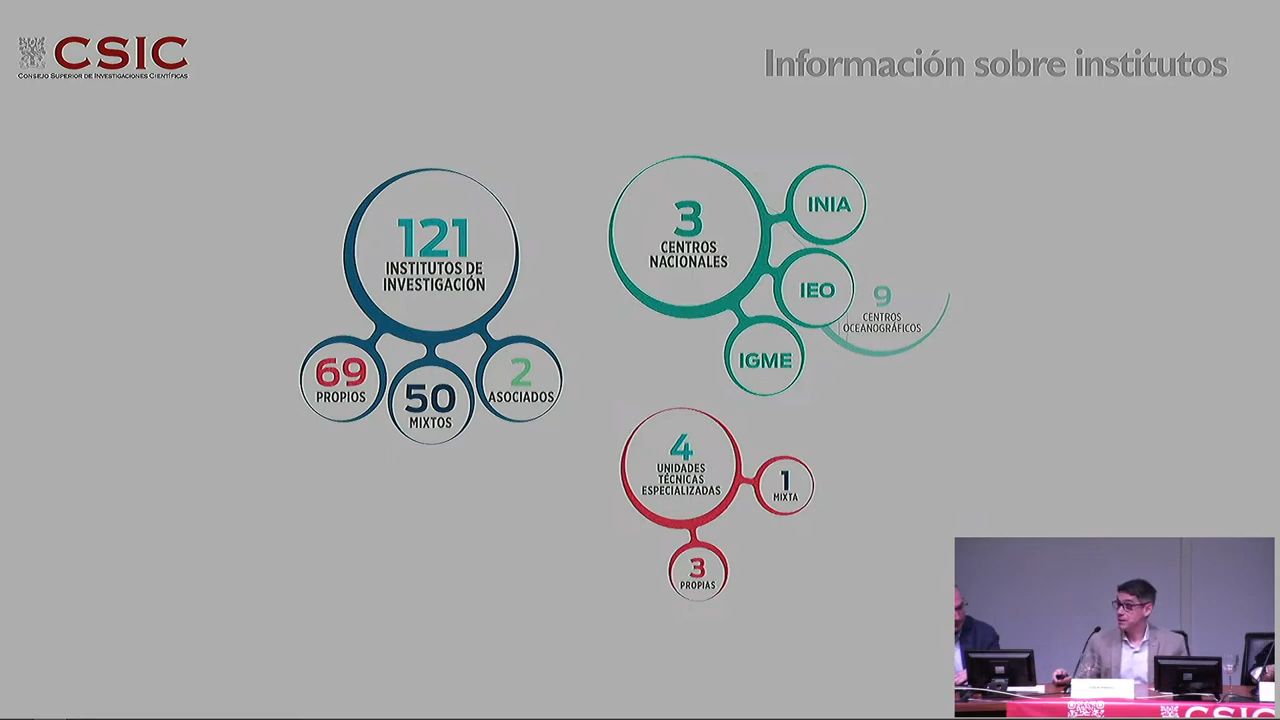 CSIC
CONSEJO SUPERIOR DE INVESTIGACIONES CIENTÍFICAS
Información sobre institutos
121
INSTITUTOS DE
INVESTIGACIÓN
69
PROPIOS
50
MIXTOS
2
ASOCIADOS
3
CENTROS
NACIONALES
INIA
IEO
9
CENTROS
OCEANOGRÁFICOS
IGME
4
UNIDADES
TÉCNICAS
ESPECIALIZADAS
1
MIXTA
3
PROPIAS
CSIC